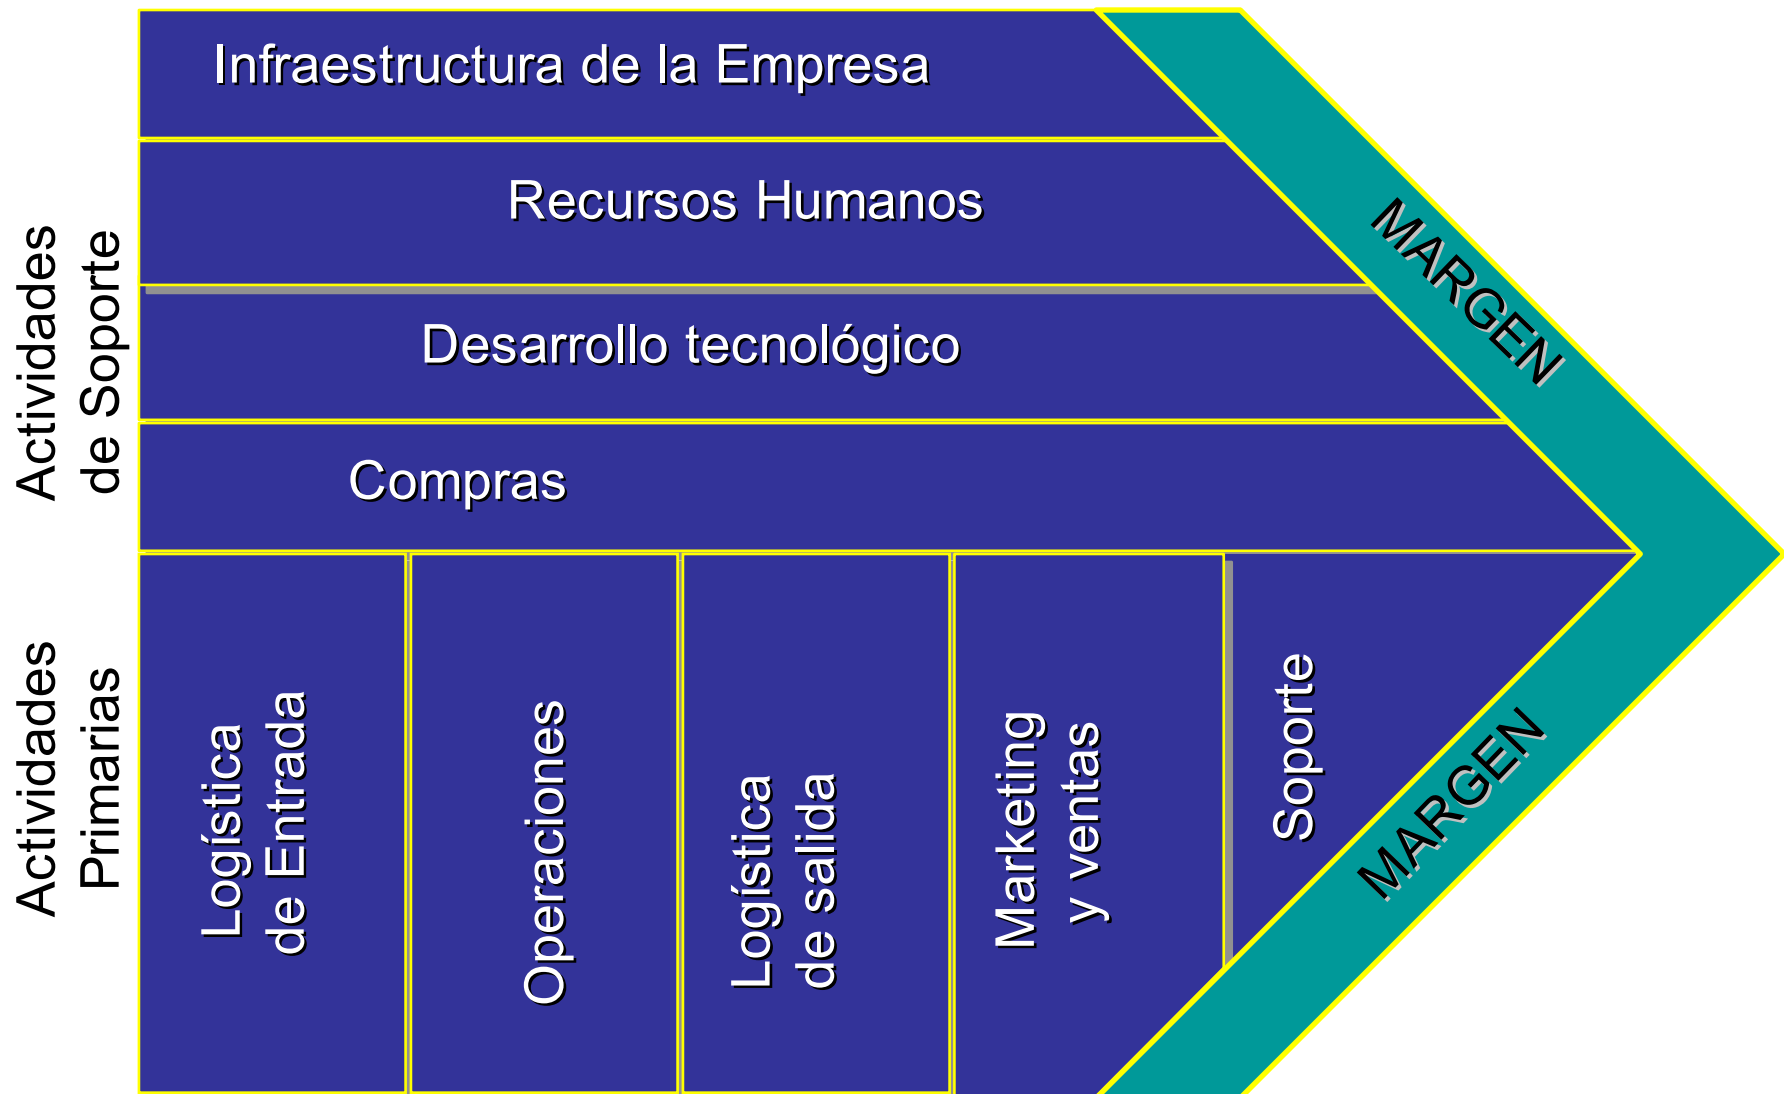 Infraestructura de la Empresa
Recursos Humanos
Desarrollo tecnológico
Compras
Actividades
de Soporte
MARGEN
Actividades
Primarias
Logística
de Entrada
Operaciones
Logística
de salida
Marketing
y ventas
Soporte
MARGEN